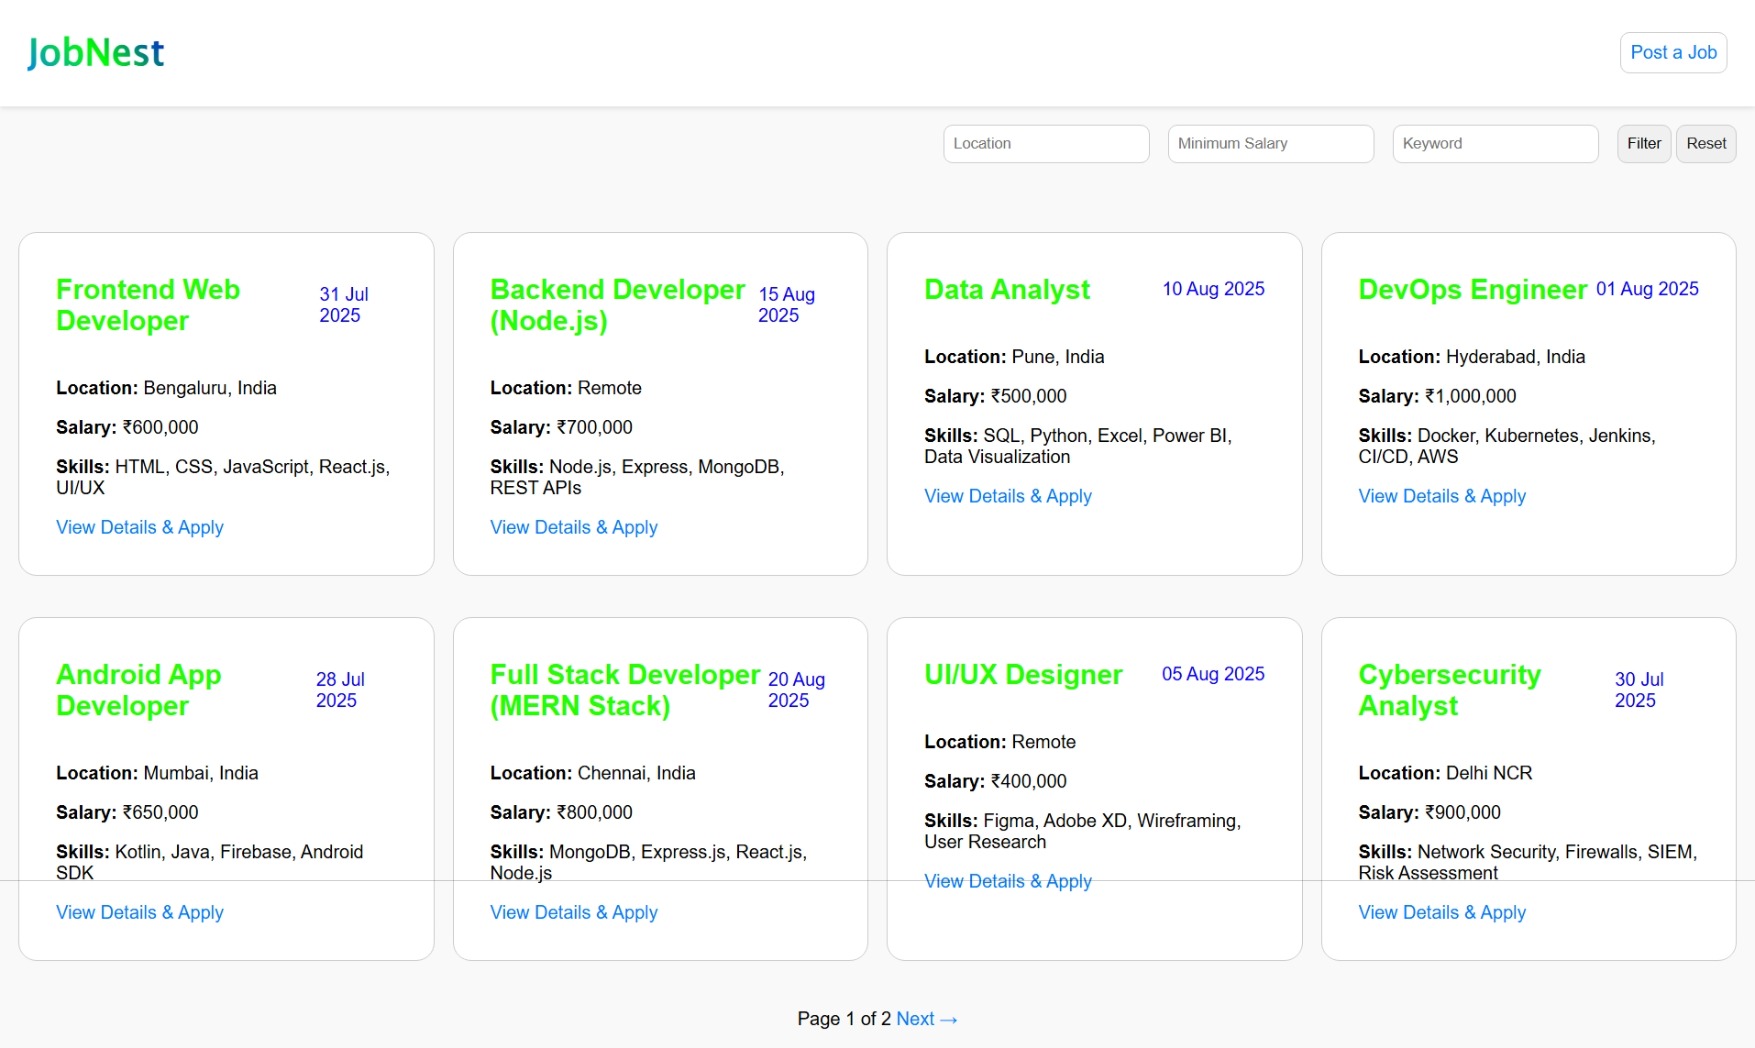 JobNest
Post a Job
Location
Minimum Salary
Keyword
Filter
Reset
Frontend Web
Developer
31 Jul
2025
Location: Bengaluru, India
Salary: ₹600,000
Skills: HTML, CSS, JavaScript, React.js,
UI/UX
View Details & Apply
Backend Developer
(Node.js)
15 Aug
2025
Location: Remote
Salary: ₹700,000
Skills: Node.js, Express, MongoDB,
REST APIs
View Details & Apply
Data Analyst
10 Aug 2025
Location: Pune, India
Salary: ₹500,000
Skills: SQL, Python, Excel, Power BI,
Data Visualization
View Details & Apply
DevOps Engineer
01 Aug 2025
Location: Hyderabad, India
Salary: ₹1,000,000
Skills: Docker, Kubernetes, Jenkins,
CI/CD, AWS
View Details & Apply
Android App
Developer
28 Jul
2025
Location: Mumbai, India
Salary: ₹650,000
Skills: Kotlin, Java, Firebase, Android
SDK
View Details & Apply
Full Stack Developer
(MERN Stack)
20 Aug
2025
Location: Chennai, India
Salary: ₹800,000
Skills: MongoDB, Express.js, React.js,
Node.js
View Details & Apply
UI/UX Designer
05 Aug 2025
Location: Remote
Salary: ₹400,000
Skills: Figma, Adobe XD, Wireframing,
User Research
View Details & Apply
Cybersecurity
Analyst
30 Jul
2025
Location: Delhi NCR
Salary: ₹900,000
Skills: Network Security, Firewalls, SIEM,
Risk Assessment
View Details & Apply
Page 1 of 2 Next →